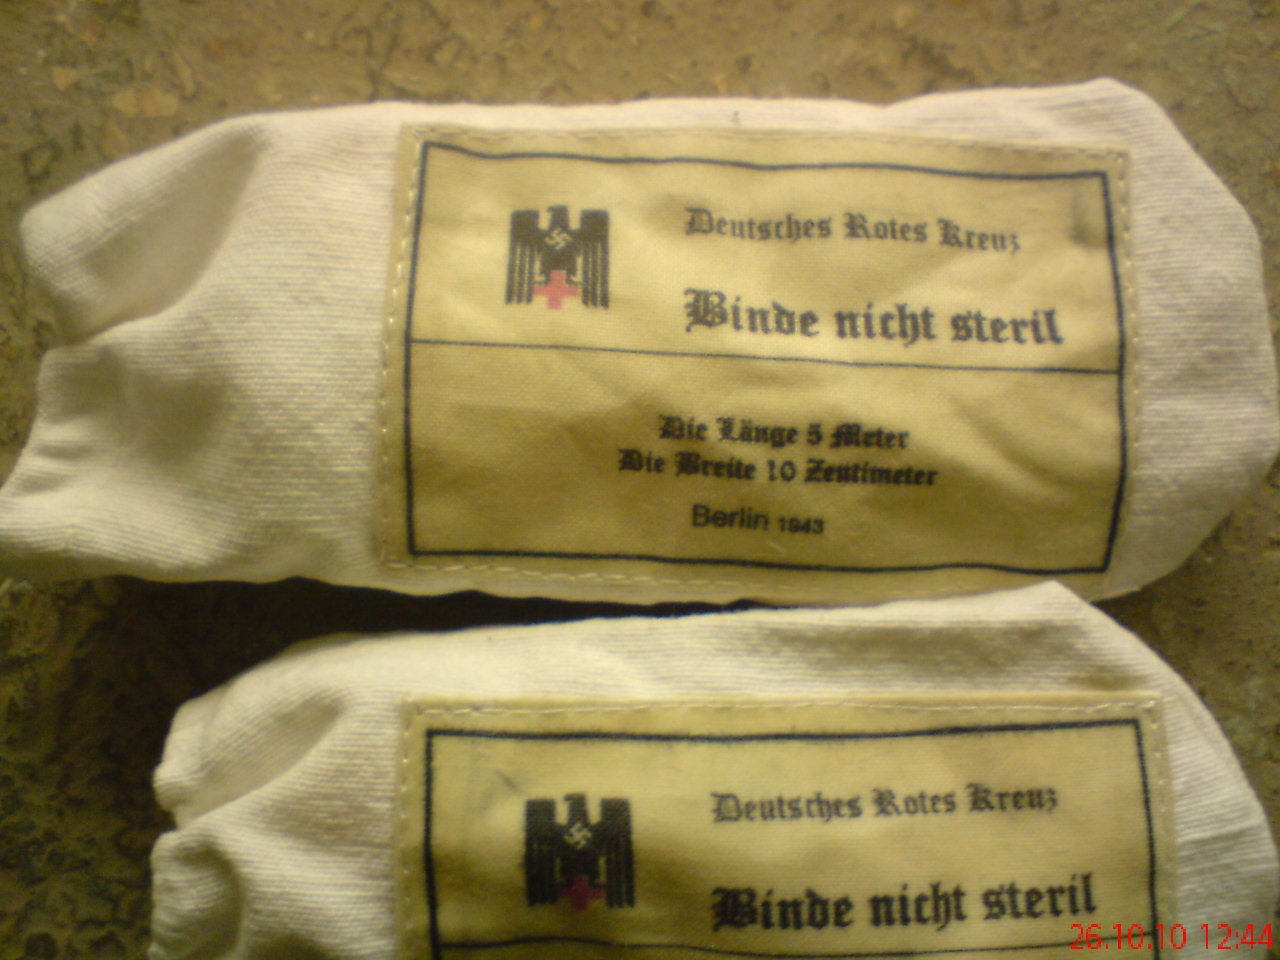 Deutsches Rotes Kreuz
Binde nicht steril
Die Länge 5 Meter
Die Breite 10 Zentimeter
Berlin 1943
Deutsches Rotes Kreuz
Binde nicht steril
26.10.10 12:44